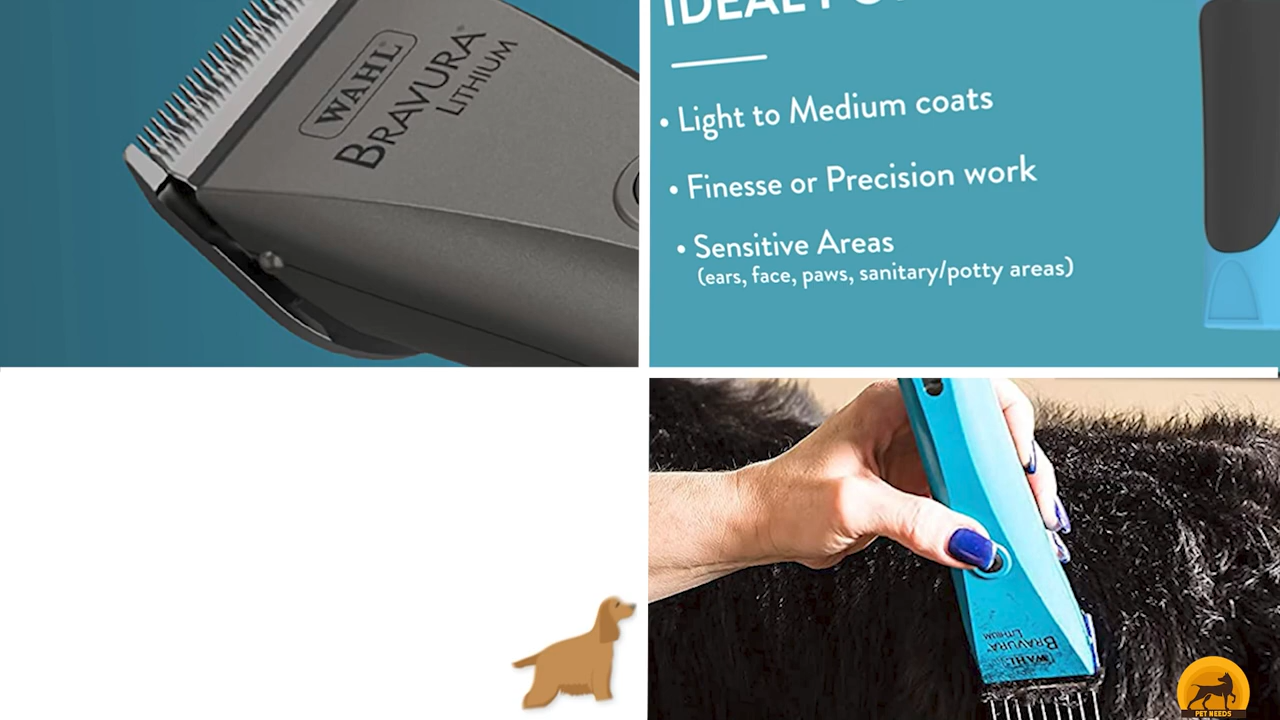 WAHL
BRAVURA
LITHIUM
IDEAL FO
• Light to Medium coats
• Finesse or Precision work
• Sensitive Areas
(ears, face, paws, sanitary/potty areas)
WAHL
BRAVURA
LITHIUM
PET NEEDS